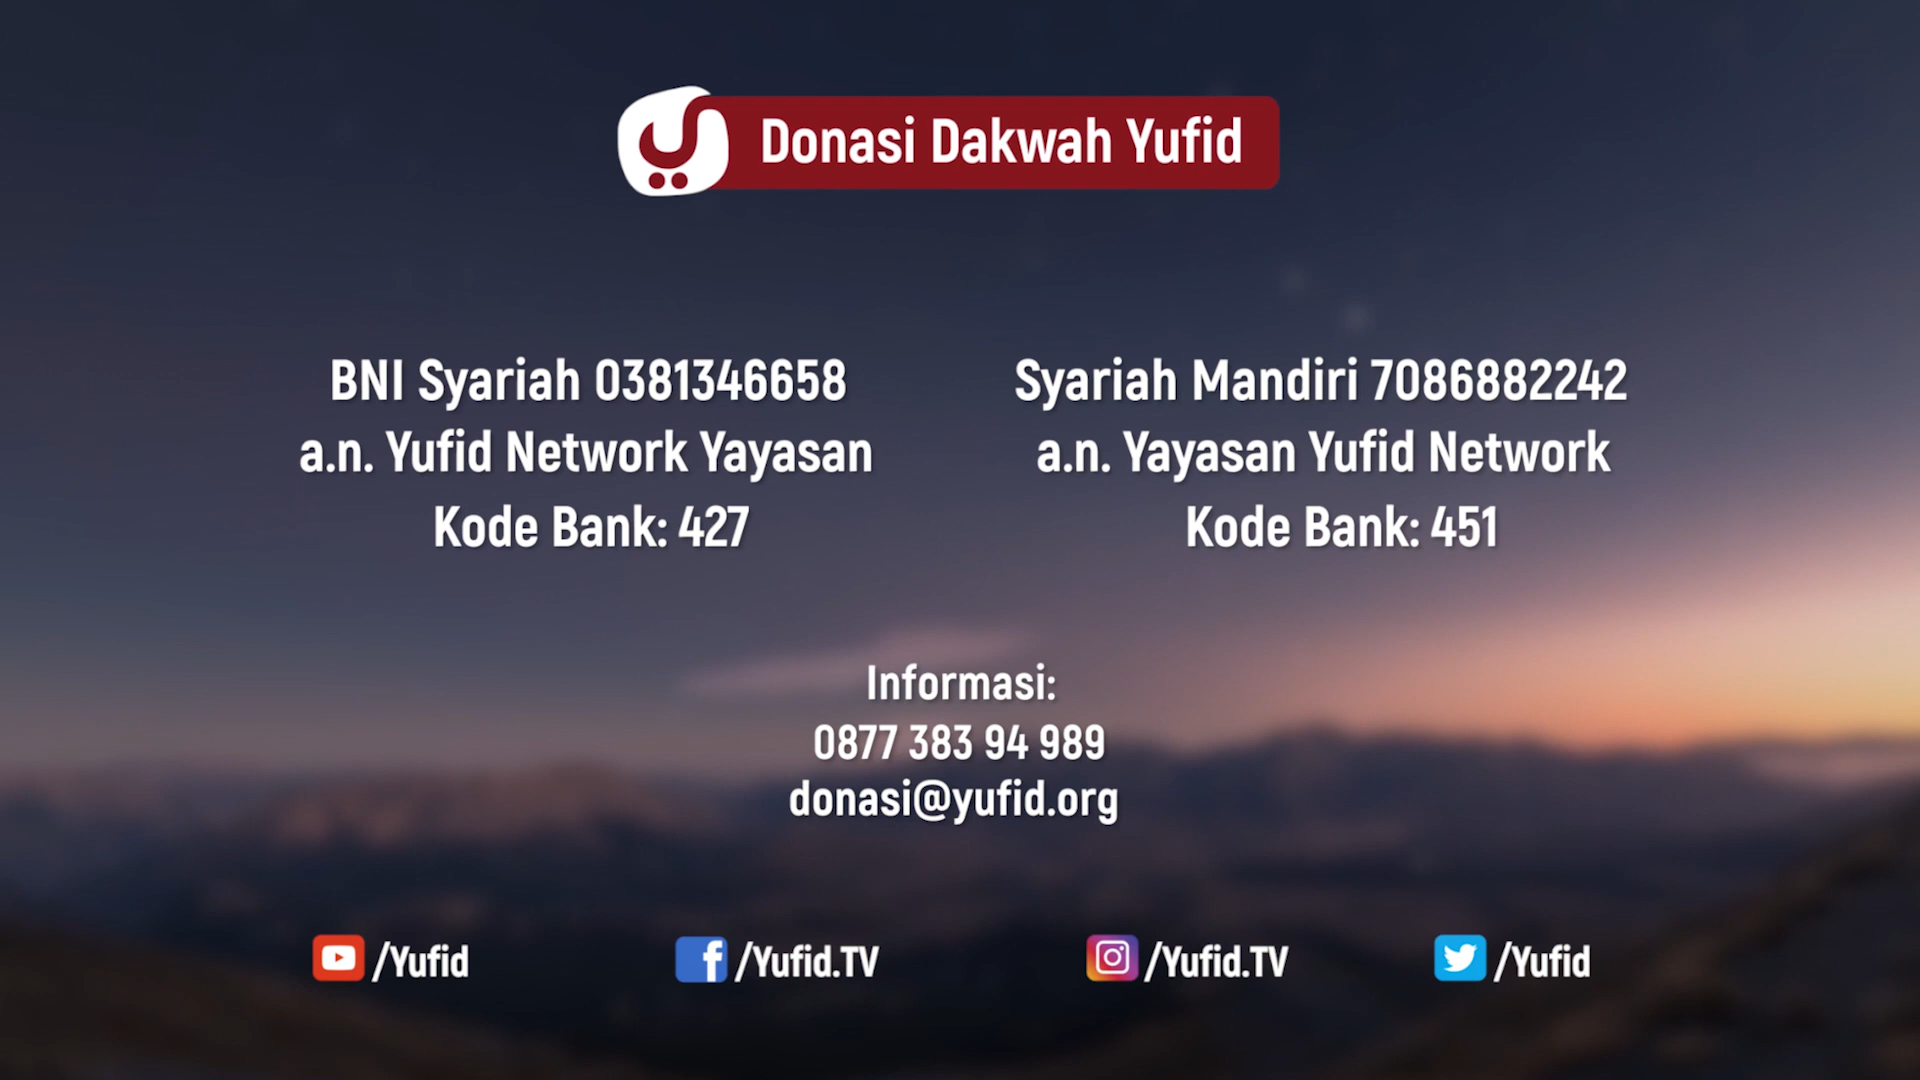 Donasi Dakwah Yufid
BNI Syariah 0381346658
a.n. Yufid Network Yayasan
Kode Bank: 427
Syariah Mandiri 7086882242
a.n. Yayasan Yufid Network
Kode Bank: 451
Informasi:
0877 383 94 989
donasi@yufid.org
/Yufid
/Yufid.TV
/Yufid.TV
/Yufid